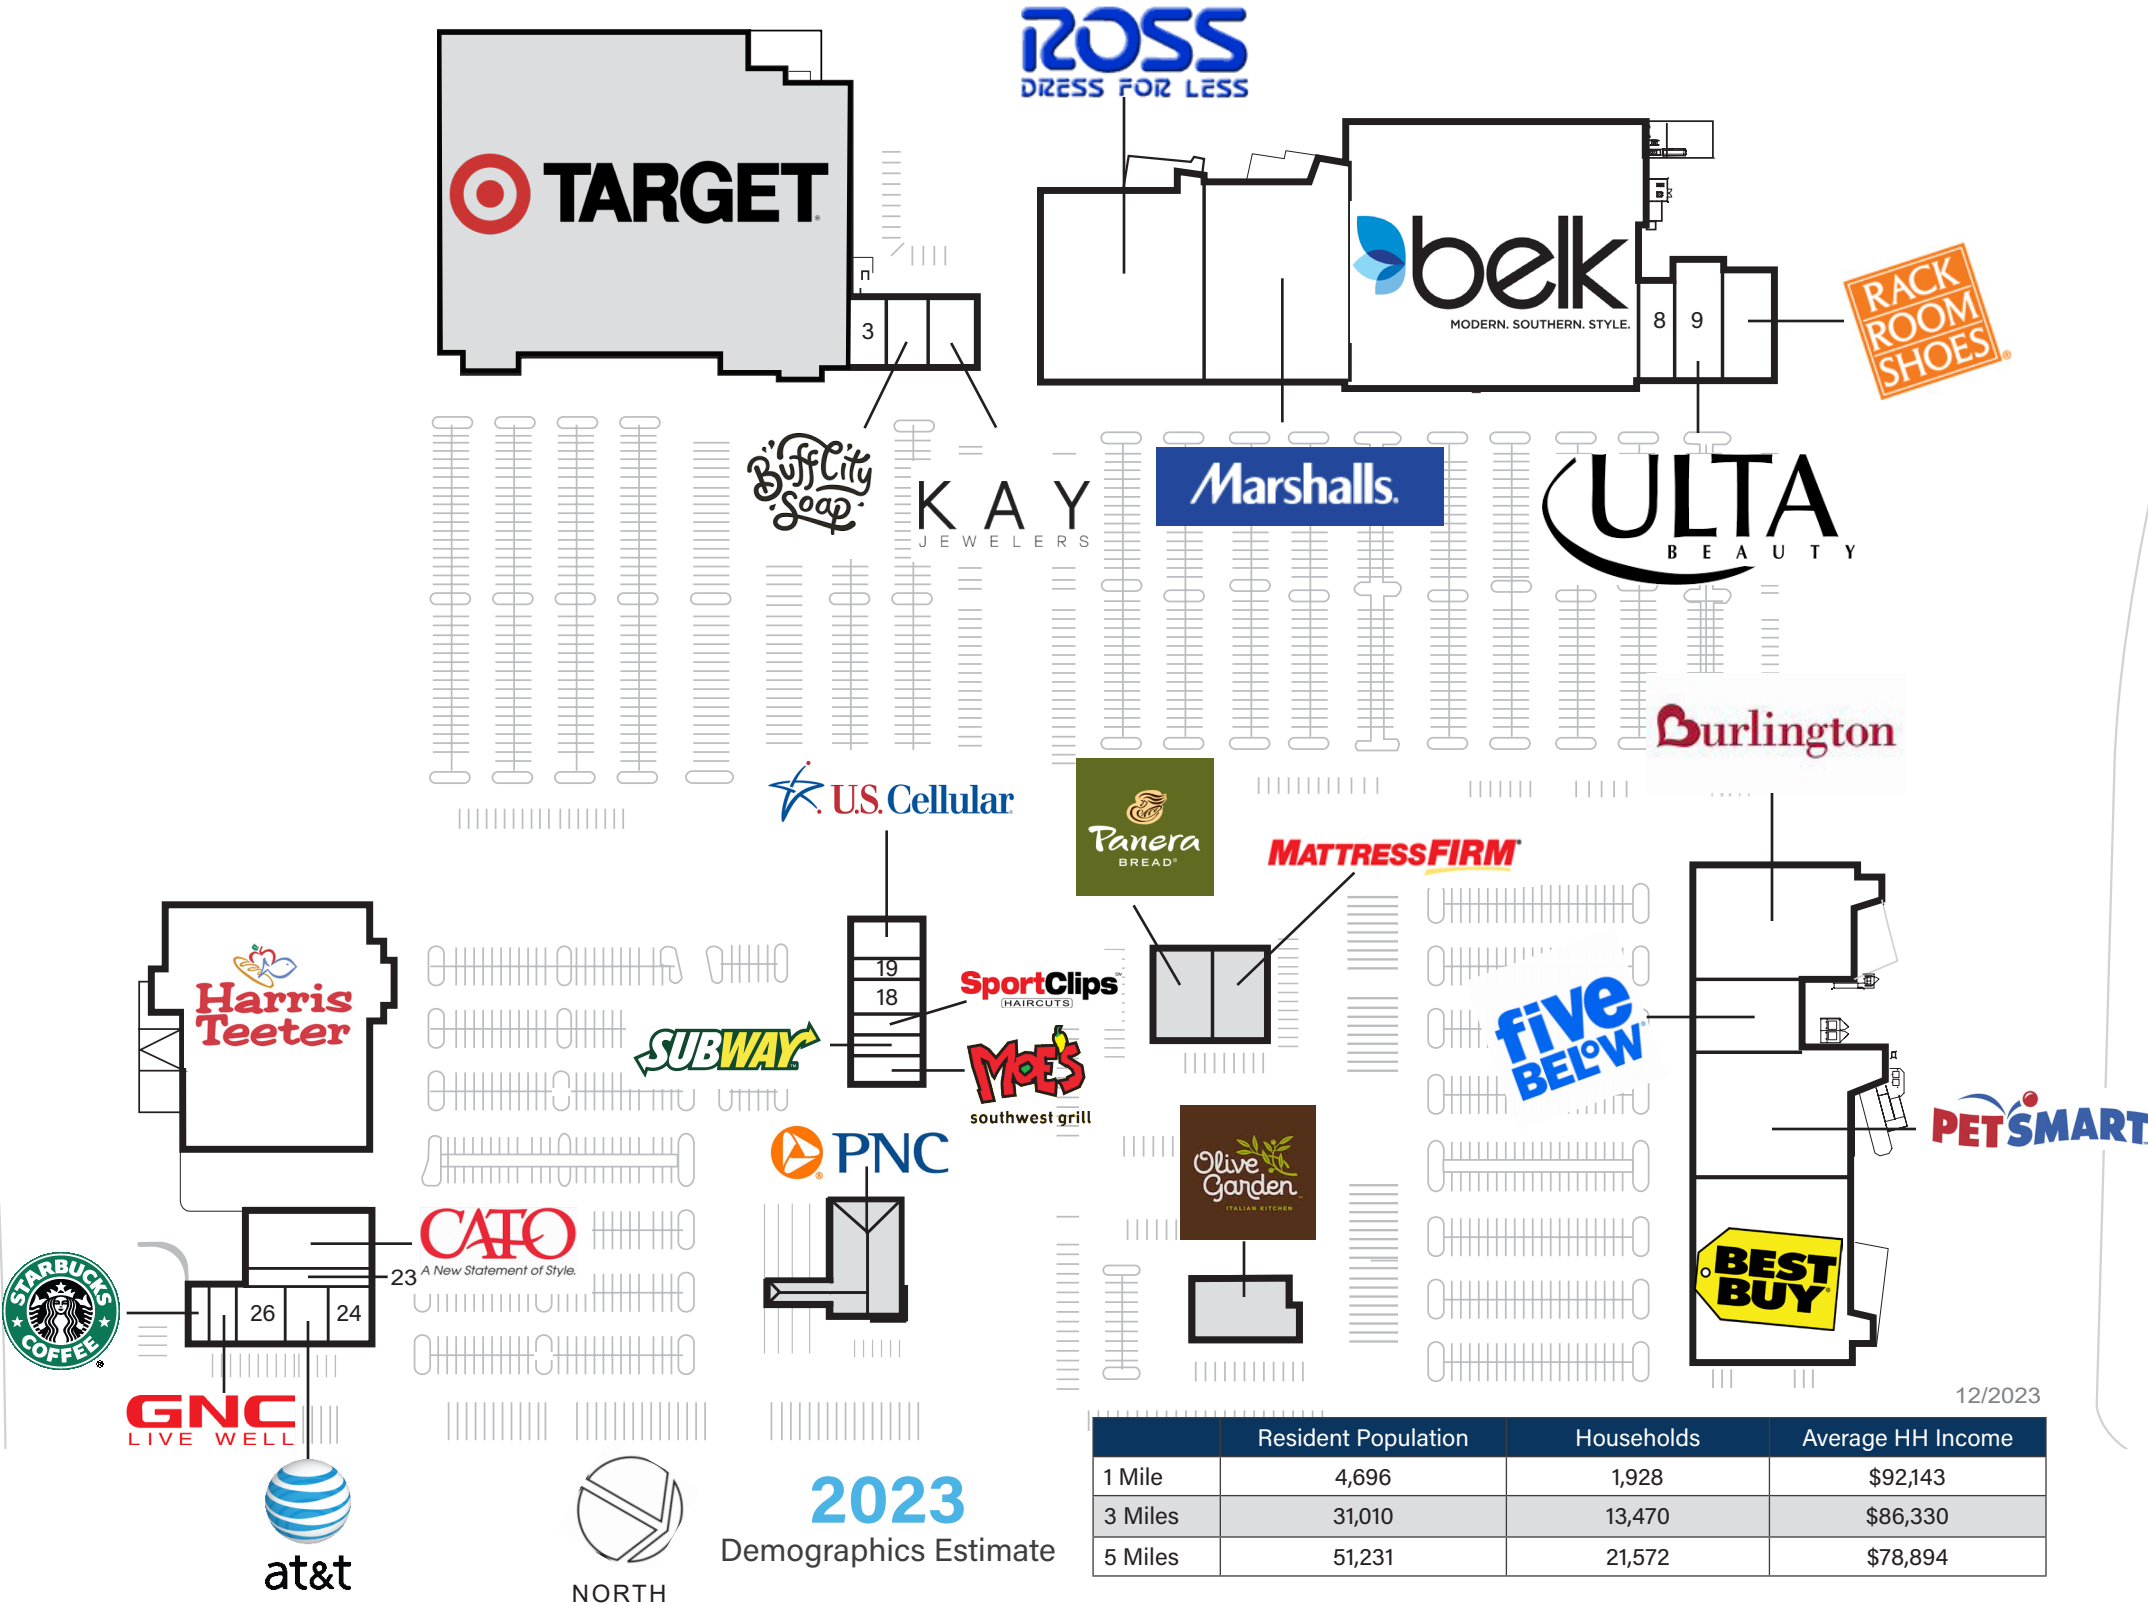 ROSS
DRESS FOR LESS
TARGET
belk
MODERN. SOUTHERN. STYLE.
3
8
9
RACK
ROOM
SHOES
Buff City
Soap
KAY
JEWELERS
Marshalls.
ULTA
BEAUTY
Burlington
U.S. Cellular
Panera
BREAD
MATTRESSFIRM
Harris
Teeter
19
18
SportClips
HAIRCUTS
SUBWAY
MOE'S
southwest grill
five
BELOW
PETSMART
PNC
Olive
Garden
ITALIAN KITCHEN
CATO
A New Statement of Style.
23
STARBUCKS
COFFEE
26
24
BEST
BUY
GNC
LIVE WELL
at&t
NORTH
2023
Demographics Estimate
12/2023
Resident Population Households Average HH Income
1 Mile 4,696 1,928 $92,143
3 Miles 31,010 13,470 $86,330
5 Miles 51,231 21,572 $78,894